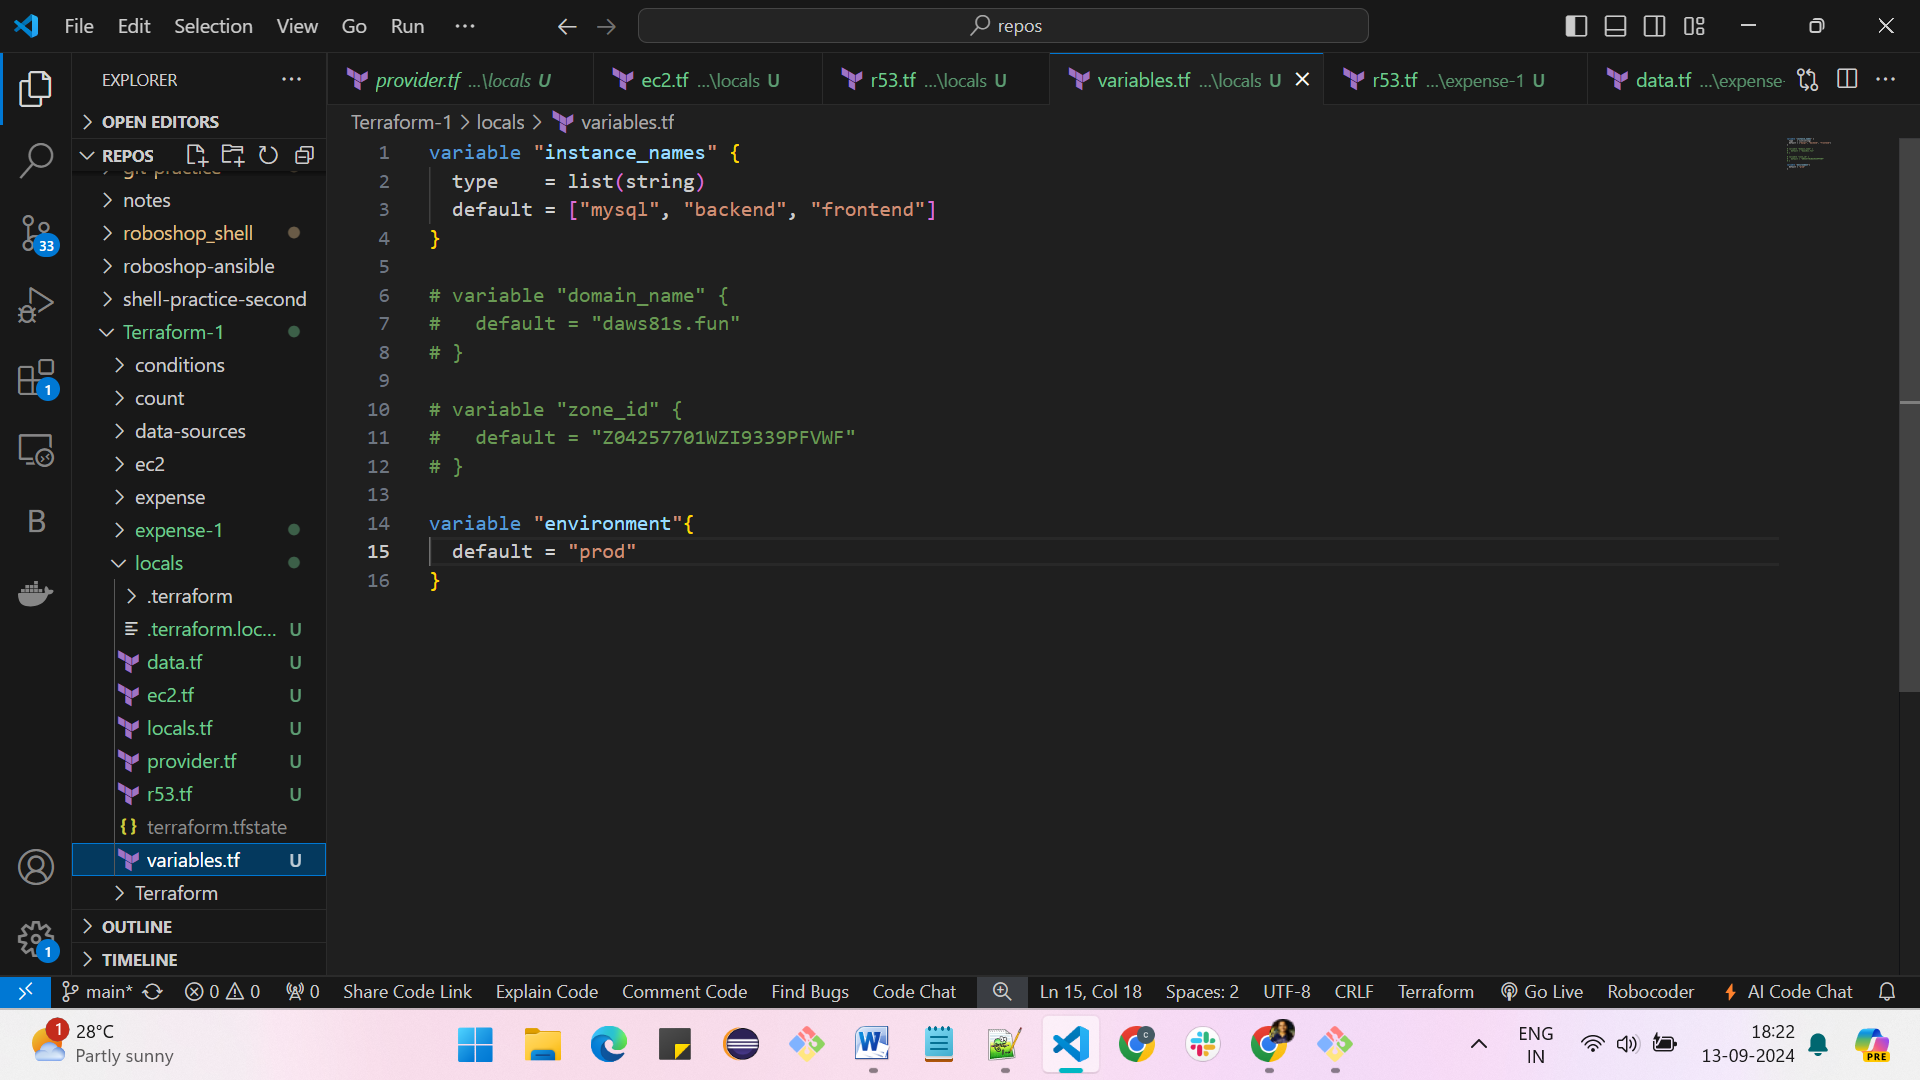 File Edit Selection View Go Run ···
repos
EXPLORER
OPEN EDITORS
REPOS
git-practice
notes
roboshop_shell
roboshop-ansible
shell-practice-second
Terraform-1
conditions
count
data-sources
ec2
expense
expense-1
locals
.terraform
.terraform.loc... U
data.tf U
ec2.tf U
locals.tf U
provider.tf U
r53.tf U
{} terraform.tfstate
variables.tf U
Terraform
OUTLINE
TIMELINE
33
1
B
1
provider.tf ...\locals U
ec2.tf ...\locals U
r53.tf ...\locals U
variables.tf ...\locals U
r53.tf ...\expense-1 U
data.tf ...\expense-
Terraform-1 > locals > variables.tf
1 variable "instance_names" {
2 type    = list(string)
3 default = ["mysql", "backend", "frontend"]
4 }
5
6 # variable "domain_name" {
7 #   default = "daws81s.fun"
8 # }
9
10 # variable "zone_id" {
11 #   default = "Z04257701WZI9339PFVWF"
12 # }
13
14 variable "environment"{
15 default = "prod"
16 }
main* 0 0 0 Share Code Link Explain Code Comment Code Find Bugs Code Chat Ln 15, Col 18 Spaces: 2 UTF-8 CRLF Terraform Go Live Robocoder AI Code Chat
1
28°C
Partly sunny
W
C
ENG
IN
18:22
13-09-2024
PRE